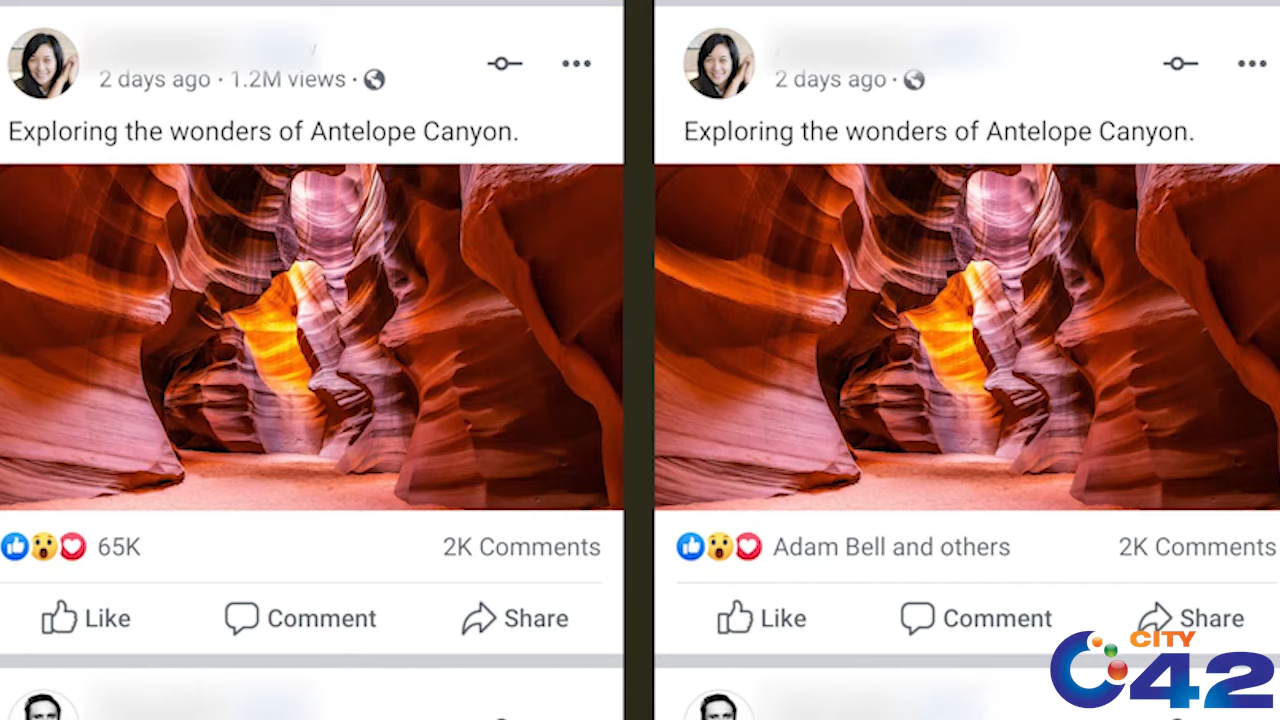 2 days ago · 1.2M views ·
Exploring the wonders of Antelope Canyon.
65K
2K Comments
Like
Comment
Share
2 days ago ·
Exploring the wonders of Antelope Canyon.
Adam Bell and others
2K Comments
Like
Comment
Share
CITY
42